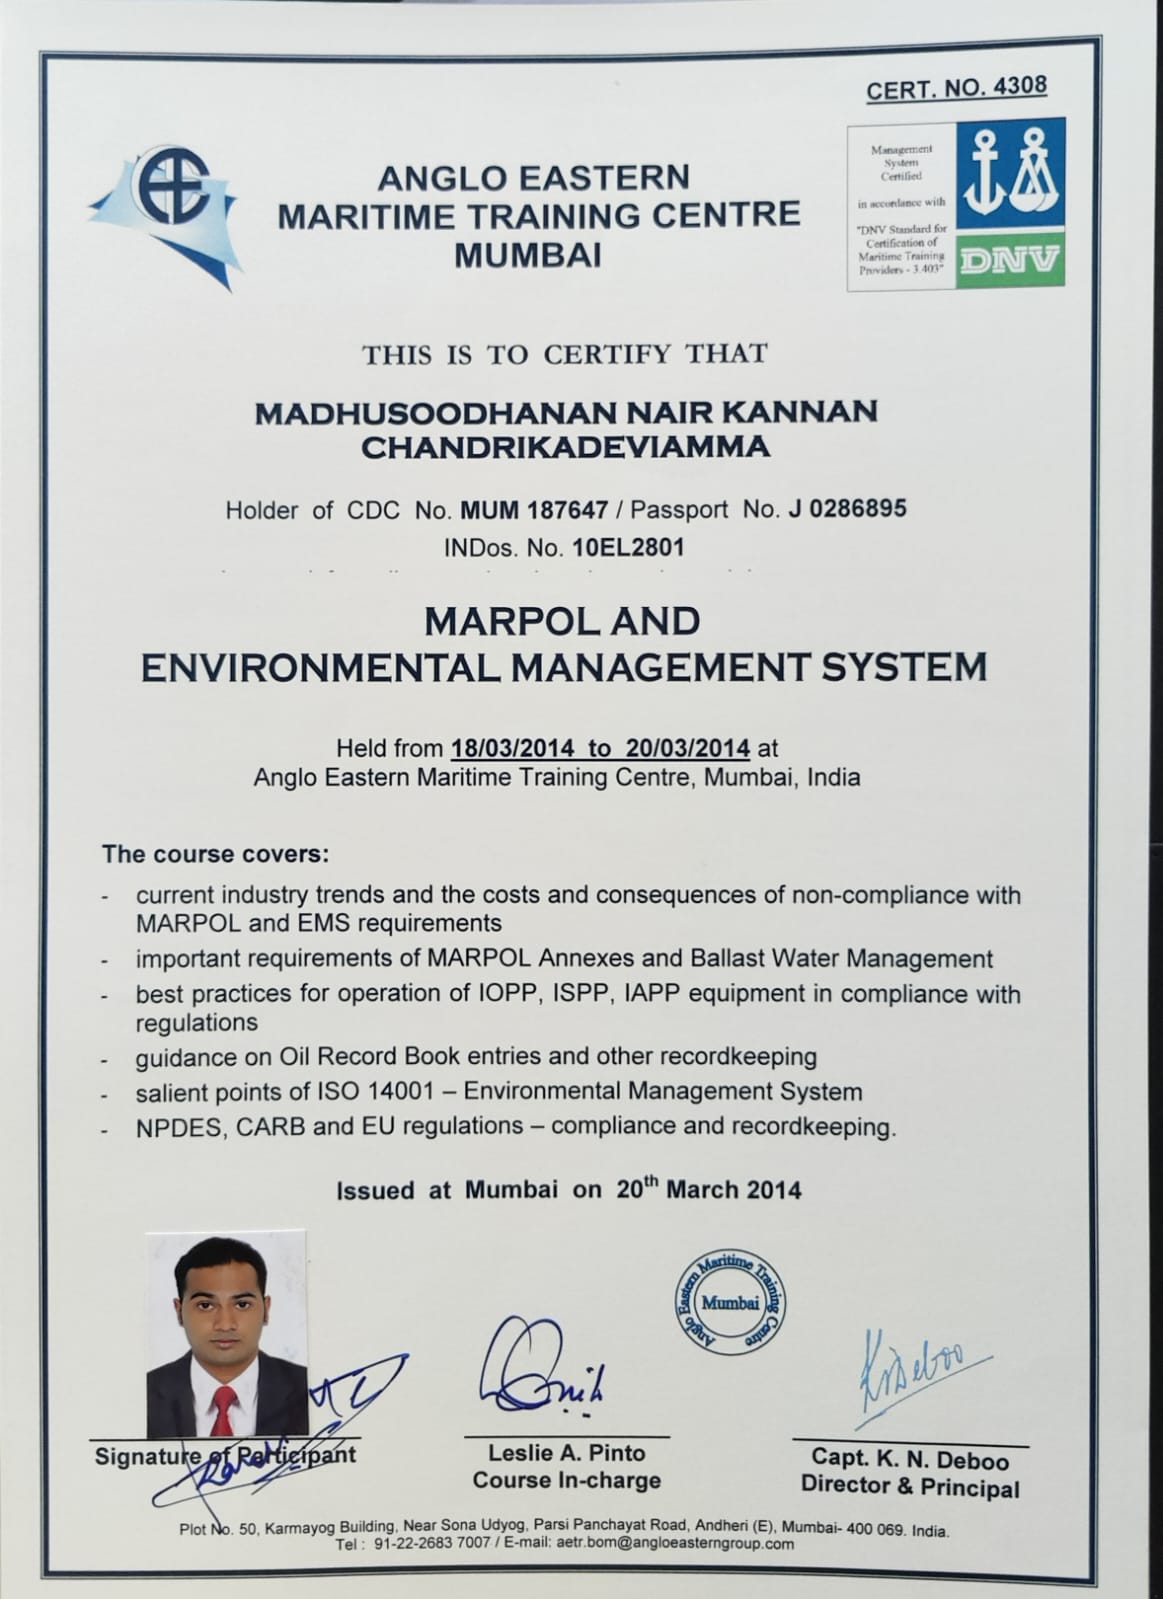 CERT. NO. 4308
Management
System
Certified
in accordance with
"DNV Standard for
Certification of
Maritime Training
Providers - 3.403"
DNV
ANGLO EASTERN
MARITIME TRAINING CENTRE
MUMBAI
THIS IS TO CERTIFY THAT
MADHUSOODHANAN NAIR KANNAN
CHANDRIKADEVIAMMA
Holder of CDC No. MUM 187647 / Passport No. J 0286895
INDos. No. 10EL2801
MARPOL AND
ENVIRONMENTAL MANAGEMENT SYSTEM
Held from 18/03/2014 to 20/03/2014 at
Anglo Eastern Maritime Training Centre, Mumbai, India
The course covers:
- current industry trends and the costs and consequences of non-compliance with
MARPOL and EMS requirements
- important requirements of MARPOL Annexes and Ballast Water Management
- best practices for operation of IOPP, ISPP, IAPP equipment in compliance with
regulations
- guidance on Oil Record Book entries and other recordkeeping
- salient points of ISO 14001 – Environmental Management System
- NPDES, CARB and EU regulations – compliance and recordkeeping.
Issued at Mumbai on 20th March 2014
Anglo Eastern Maritime Training Centre
Mumbai
KNDeboo
Signature of Participant
Leslie A. Pinto
Course In-charge
Capt. K. N. Deboo
Director & Principal
Plot No. 50, Karmayog Building, Near Sona Udyog, Parsi Panchayat Road, Andheri (E), Mumbai- 400 069. India.
Tel : 91-22-2683 7007 / E-mail: aetr.bom@angloeasterngroup.com